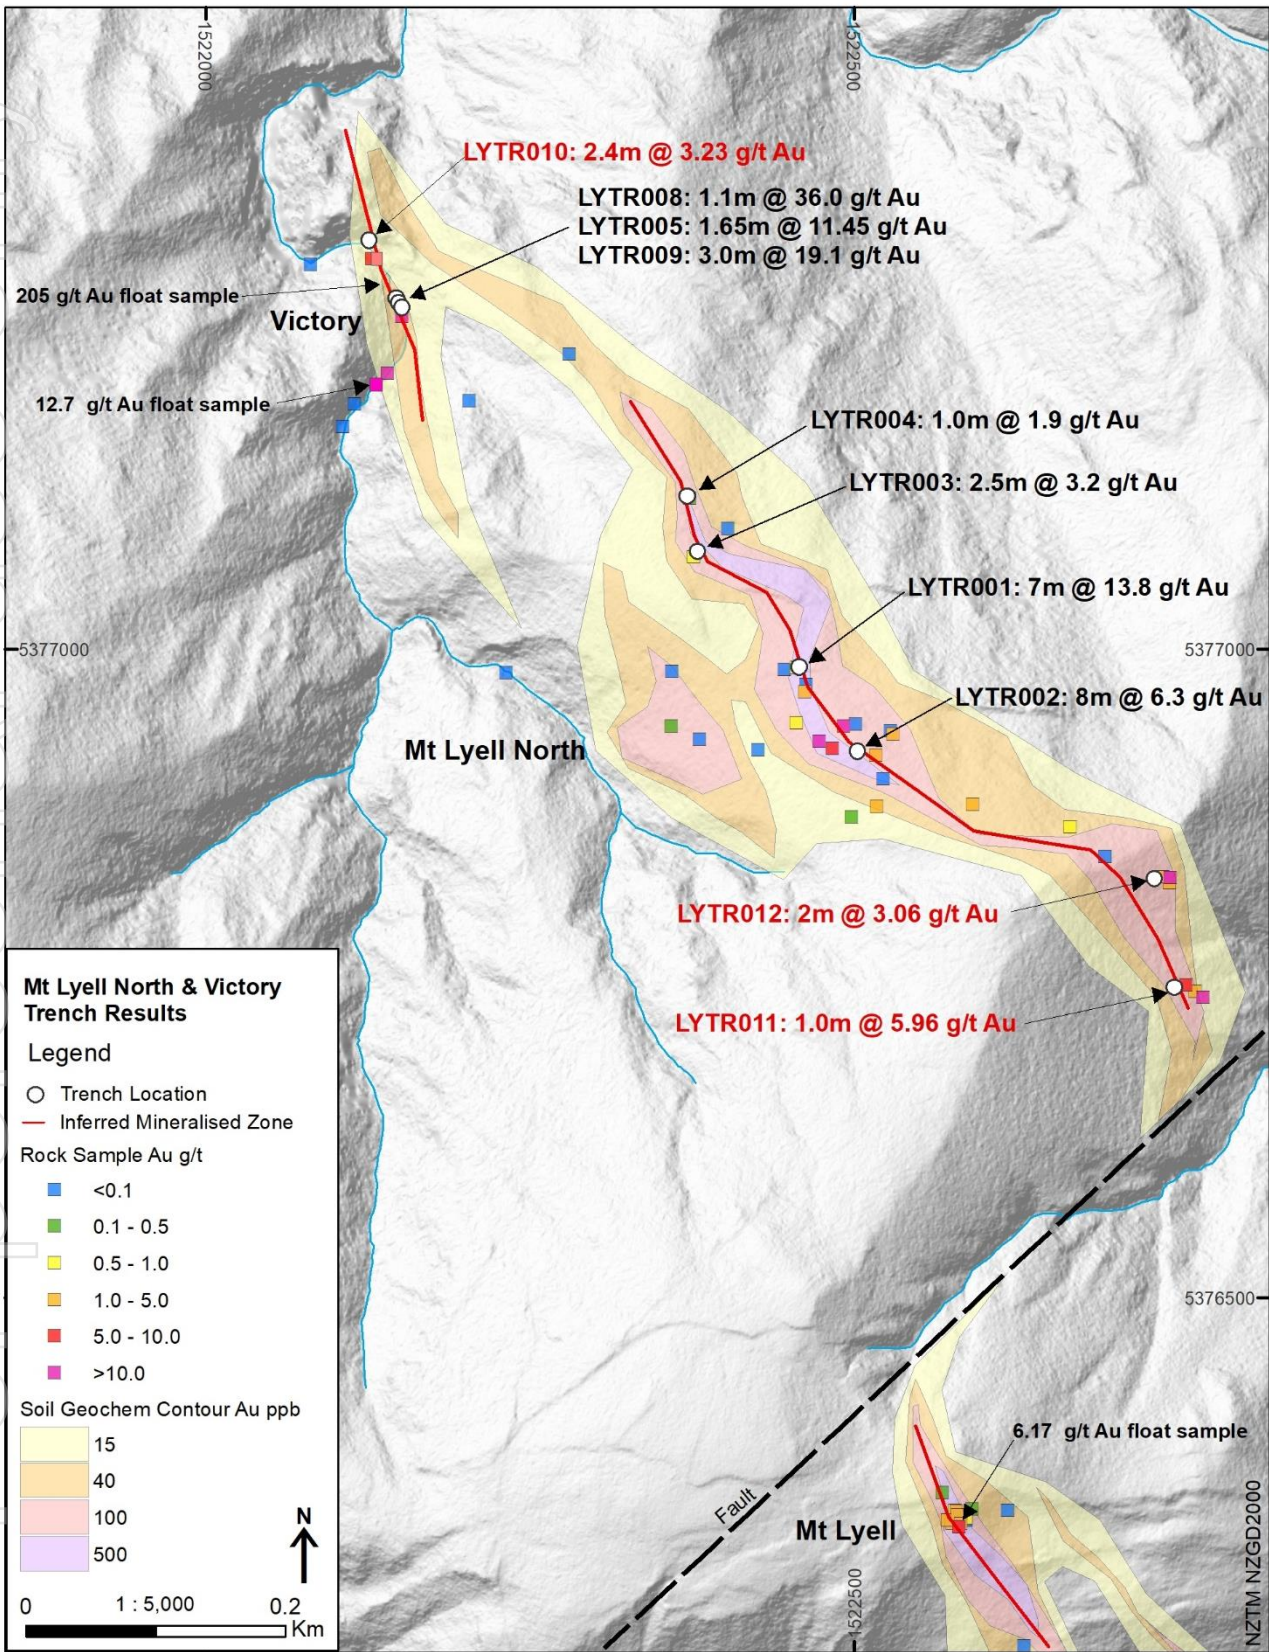 1522000
1522500
LYTR010: 2.4m @ 3.23 g/t Au
LYTR008: 1.1m @ 36.0 g/t Au
LYTR005: 1.65m @ 11.45 g/t Au
LYTR009: 3.0m @ 19.1 g/t Au
205 g/t Au float sample
Victory
12.7 g/t Au float sample
LYTR004: 1.0m @ 1.9 g/t Au
LYTR003: 2.5m @ 3.2 g/t Au
LYTR001: 7m @ 13.8 g/t Au
5377000
5377000
LYTR002: 8m @ 6.3 g/t Au
Mt Lyell North
LYTR012: 2m @ 3.06 g/t Au
LYTR011: 1.0m @ 5.96 g/t Au
Mt Lyell North & Victory
Trench Results
Legend
Trench Location
Inferred Mineralised Zone
Rock Sample Au g/t
<0.1
0.1 - 0.5
0.5 - 1.0
1.0 - 5.0
5.0 - 10.0
>10.0
Soil Geochem Contour Au ppb
15
40
100
500
N
0 1 : 5,000 0.2
Km
5376500
6.17 g/t Au float sample
Fault
Mt Lyell
1522500
NZTM NZGD2000